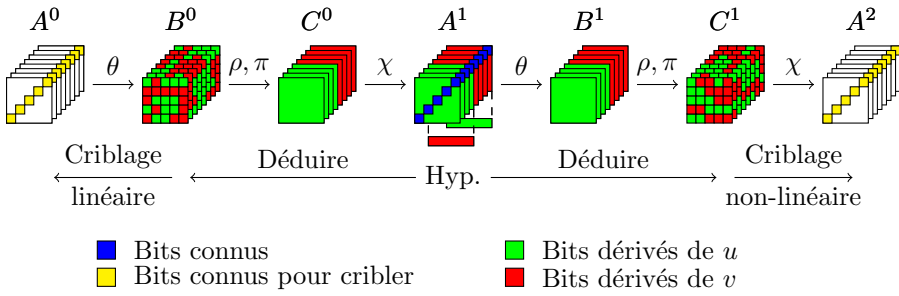 A⁰ B⁰ C⁰ A¹ B¹ C¹ A²
θ ρ, π χ θ ρ, π χ
Criblage Déduire Hyp. Déduire Criblage
linéaire non-linéaire
Bits connus Bits dérivés de u
Bits connus pour cribler Bits dérivés de v